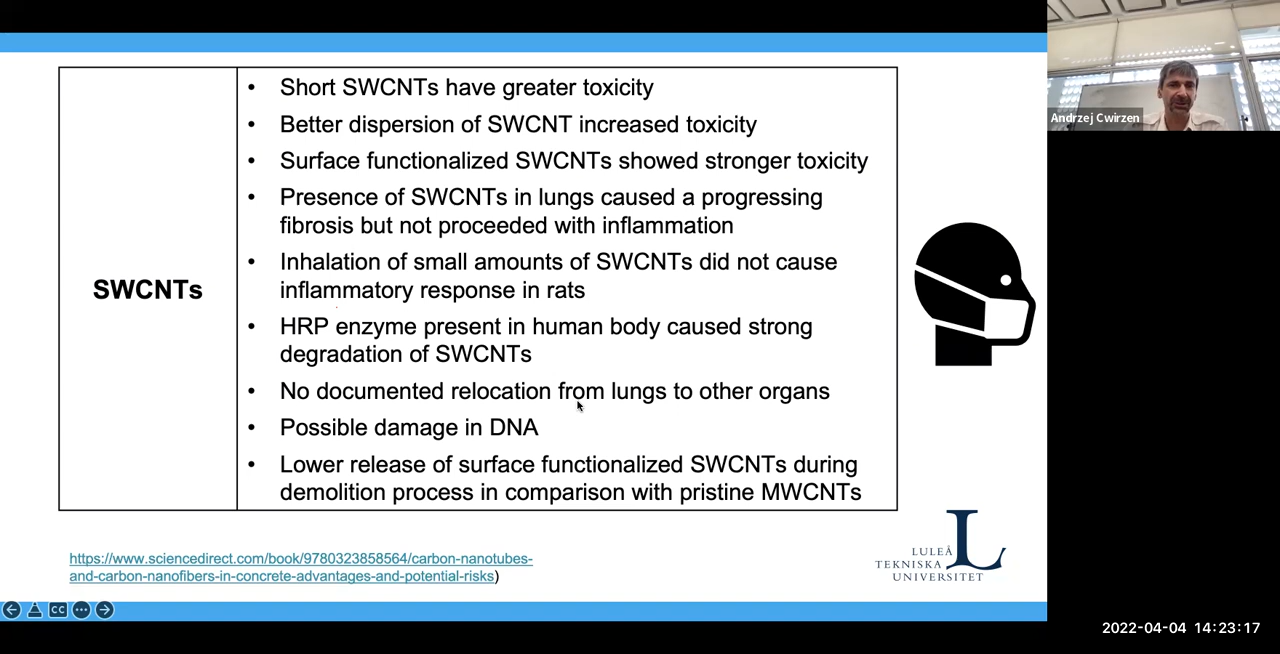 SWCNTs
• Short SWCNTs have greater toxicity
• Better dispersion of SWCNT increased toxicity
• Surface functionalized SWCNTs showed stronger toxicity
• Presence of SWCNTs in lungs caused a progressing
fibrosis but not proceeded with inflammation
• Inhalation of small amounts of SWCNTs did not cause
inflammatory response in rats
• HRP enzyme present in human body caused strong
degradation of SWCNTs
• No documented relocation from lungs to other organs
• Possible damage in DNA
• Lower release of surface functionalized SWCNTs during
demolition process in comparison with pristine MWCNTs
https://www.sciencedirect.com/book/9780323858564/carbon-nanotubes-
and-carbon-nanofibers-in-concrete-advantages-and-potential-risks)
L
LULEÅ
TEKNISKA
UNIVERSITET
CC
Andrzej Cwirzen
2022-04-04 14:23:17